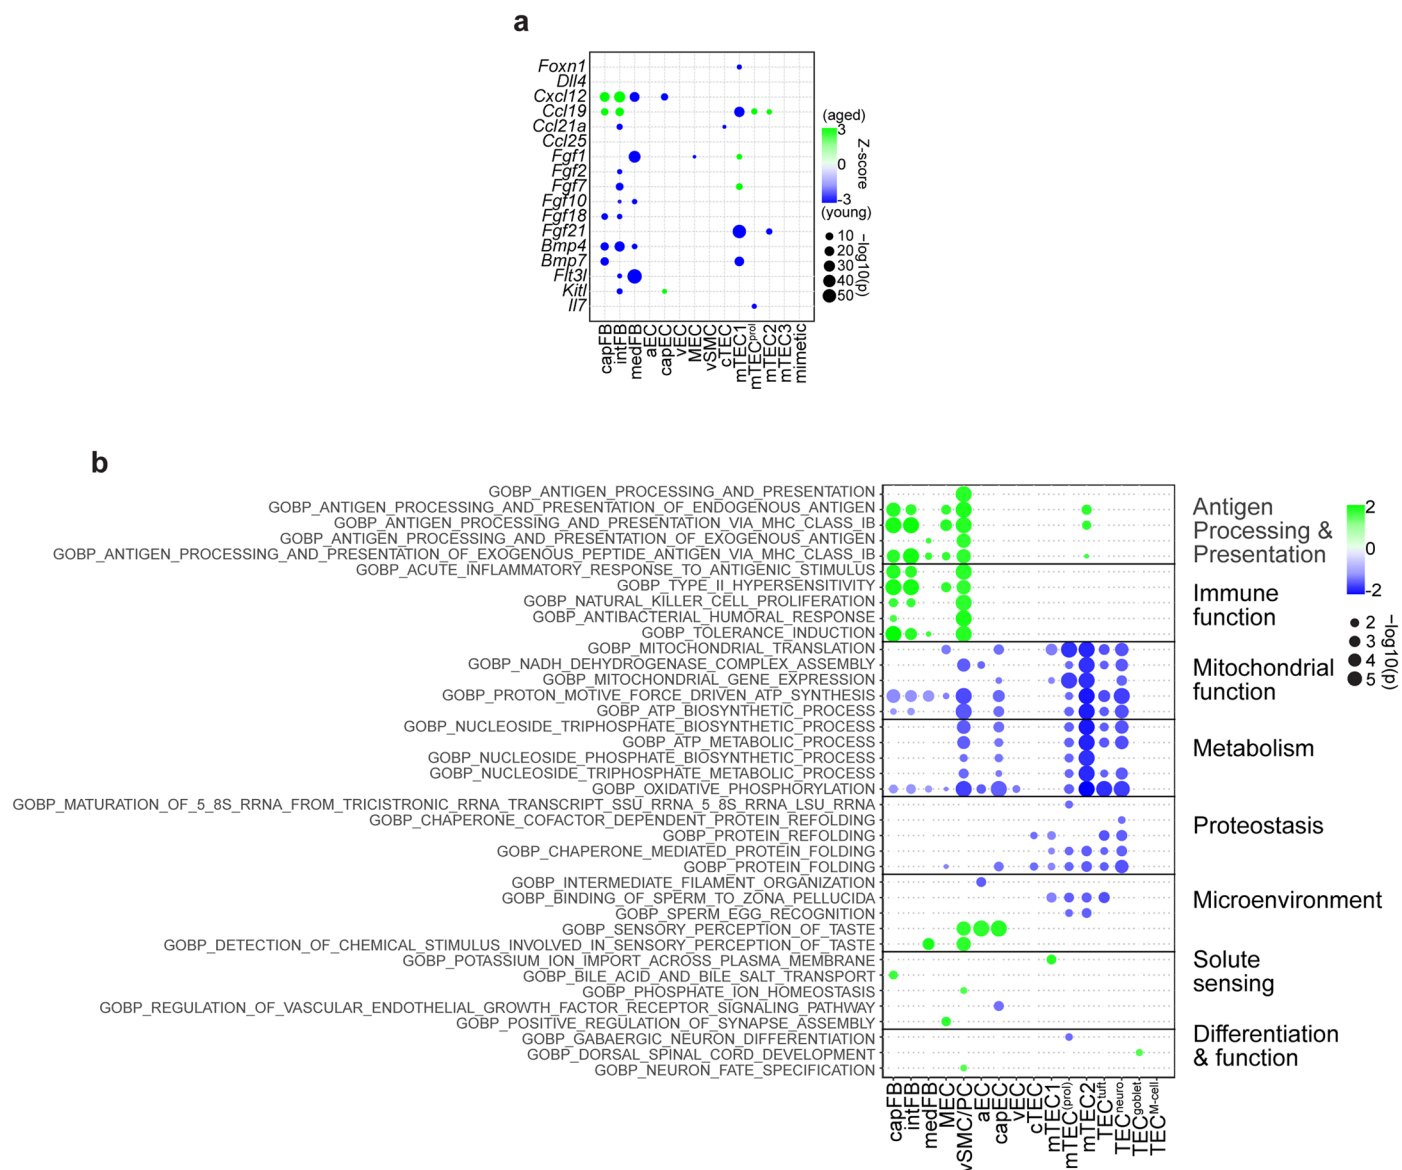 a
Foxn1
Dll4
Cxcl12
Ccl19
Ccl21a
Ccl25
Fgf1
Fgf2
Fgf7
Fgf10
Fgf18
Fgf21
Bmp4
Bmp7
Flt3l
Kitl
Il7
capFB
intFB
medFB
aEC
capEC
vEC
MEC
vSMC
cTEC
mTEC1
mTECprol
mTEC2
mTEC3
mimetic
(aged)
3
0
-3
Z-score
(young)
10
20
30
40
50
−log10(p)
b
GOBP_ANTIGEN_PROCESSING_AND_PRESENTATION
GOBP_ANTIGEN_PROCESSING_AND_PRESENTATION_OF_ENDOGENOUS_ANTIGEN
GOBP_ANTIGEN_PROCESSING_AND_PRESENTATION_VIA_MHC_CLASS_IB
GOBP_ANTIGEN_PROCESSING_AND_PRESENTATION_OF_EXOGENOUS_ANTIGEN
GOBP_ANTIGEN_PROCESSING_AND_PRESENTATION_OF_EXOGENOUS_PEPTIDE_ANTIGEN_VIA_MHC_CLASS_IB
GOBP_ACUTE_INFLAMMATORY_RESPONSE_TO_ANTIGENIC_STIMULUS
GOBP_TYPE_II_HYPERSENSITIVITY
GOBP_NATURAL_KILLER_CELL_PROLIFERATION
GOBP_ANTIBACTERIAL_HUMORAL_RESPONSE
GOBP_TOLERANCE_INDUCTION
GOBP_MITOCHONDRIAL_TRANSLATION
GOBP_NADH_DEHYDROGENASE_COMPLEX_ASSEMBLY
GOBP_MITOCHONDRIAL_GENE_EXPRESSION
GOBP_PROTON_MOTIVE_FORCE_DRIVEN_ATP_SYNTHESIS
GOBP_ATP_BIOSYNTHETIC_PROCESS
GOBP_NUCLEOSIDE_TRIPHOSPHATE_BIOSYNTHETIC_PROCESS
GOBP_ATP_METABOLIC_PROCESS
GOBP_NUCLEOSIDE_PHOSPHATE_BIOSYNTHETIC_PROCESS
GOBP_NUCLEOSIDE_TRIPHOSPHATE_METABOLIC_PROCESS
GOBP_OXIDATIVE_PHOSPHORYLATION
GOBP_MATURATION_OF_5_8S_RRNA_FROM_TRICISTRONIC_RRNA_TRANSCRIPT_SSU_RRNA_5_8S_RRNA_LSU_RRNA
GOBP_CHAPERONE_COFACTOR_DEPENDENT_PROTEIN_REFOLDING
GOBP_PROTEIN_REFOLDING
GOBP_CHAPERONE_MEDIATED_PROTEIN_FOLDING
GOBP_PROTEIN_FOLDING
GOBP_INTERMEDIATE_FILAMENT_ORGANIZATION
GOBP_BINDING_OF_SPERM_TO_ZONA_PELLUCIDA
GOBP_SPERM_EGG_RECOGNITION
GOBP_SENSORY_PERCEPTION_OF_TASTE
GOBP_DETECTION_OF_CHEMICAL_STIMULUS_INVOLVED_IN_SENSORY_PERCEPTION_OF_TASTE
GOBP_POTASSIUM_ION_IMPORT_ACROSS_PLASMA_MEMBRANE
GOBP_BILE_ACID_AND_BILE_SALT_TRANSPORT
GOBP_PHOSPHATE_ION_HOMEOSTASIS
GOBP_REGULATION_OF_VASCULAR_ENDOTHELIAL_GROWTH_FACTOR_RECEPTOR_SIGNALING_PATHWAY
GOBP_POSITIVE_REGULATION_OF_SYNAPSE_ASSEMBLY
GOBP_GABAERGIC_NEURON_DIFFERENTIATION
GOBP_DORSAL_SPINAL_CORD_DEVELOPMENT
GOBP_NEURON_FATE_SPECIFICATION
capFB
intFB
medFB
MEC
vSMC/PC
aEC
capEC
vEC
cTEC
mTEC1
mTEC(prol)
mTEC2
TECtuft
TECneuro
TECgoblet
TECM-cell
Antigen
Processing &
Presentation
Immune
function
Mitochondrial
function
Metabolism
Proteostasis
Microenvironment
Solute
sensing
Differentiation
& function
2
0
-2
2
3
4
5
−log10(p)